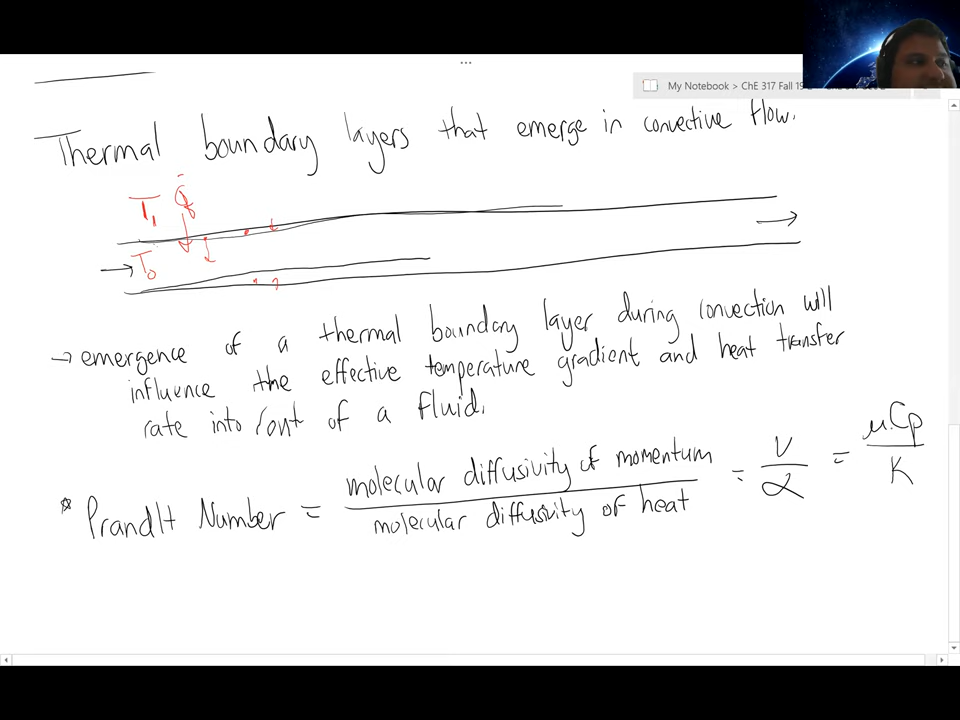 My Notebook > ChE 317 Fall 19
Thermal boundary layers that emerge in convective flow.
T₁ q̇
T₀
→ emergence of a thermal boundary layer during convection will
influence the effective temperature gradient and heat transfer
rate into/out of a fluid.
* Prandlt Number = molecular diffusivity of momentum / molecular diffusivity of heat = ν / α = μ Cp / K